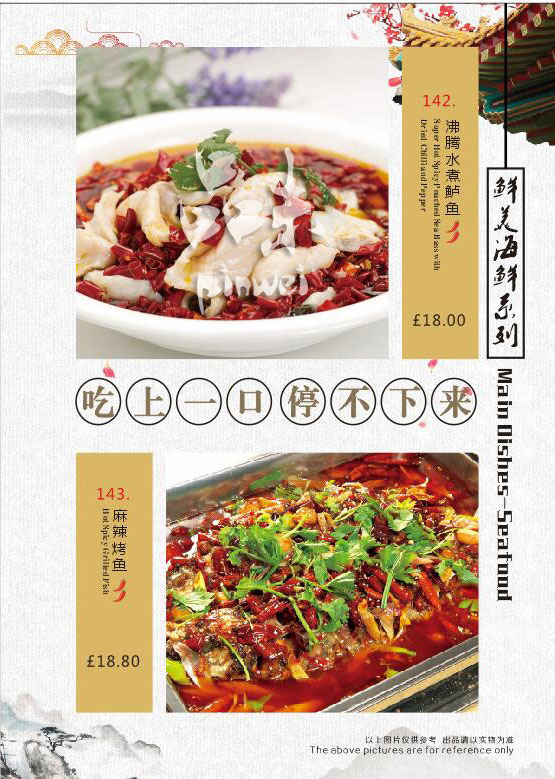 品味
pinwei
142.
沸腾水煮鲈鱼
Super Hot Spicy Poached Sea Bass with
Dried Chilli and Pepper
£18.00
鲜美海鲜系列
Main Dishes-Seafood
吃上一口停不下来
143.
麻辣烤鱼
Hot Spicy Grilled Fish
£18.80
以上图片仅供参考 出品请以实物为准
The above pictures are for reference only